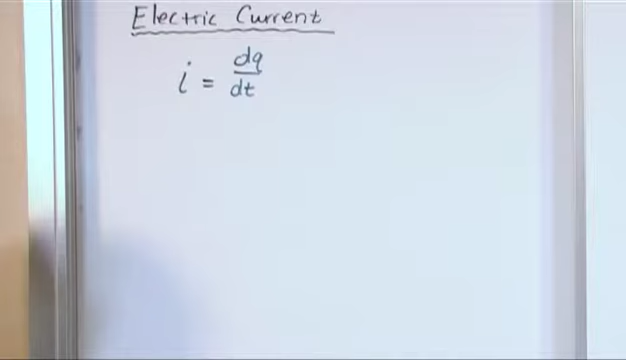 Electric Current
i = dq/dt